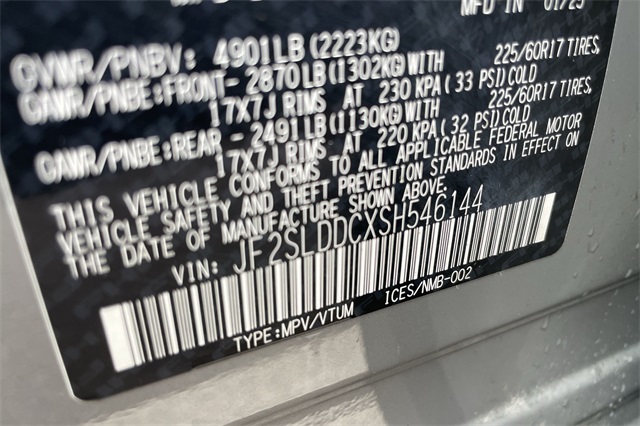 MFD IN 01/25
GVWR/PNBV: 4901LB(2223KG)
GAWR/PNBE:FRONT-2870LB(1302KG)WITH 225/60R17 TIRES,
17X7J RIMS AT 230 KPA(33 PSI)COLD
GAWR/PNBE:REAR -2491LB(1130KG)WITH 225/60R17 TIRES,
17X7J RIMS AT 220 KPA(32 PSI)COLD
THIS VEHICLE CONFORMS TO ALL APPLICABLE FEDERAL MOTOR
VEHICLE SAFETY AND THEFT PREVENTION STANDARDS IN EFFECT ON
THE DATE OF MANUFACTURE SHOWN ABOVE.
VIN: JF2SLDDCXSH546144
TYPE:MPV/VTUM ICES/NMB-002